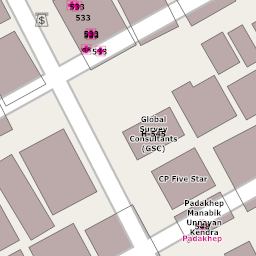 533
533
533
533
Global
Survey
Consultants
(GSC)
CP Five Star
Padakhep
Manabik
Unnayan
Kendra
Padakhep